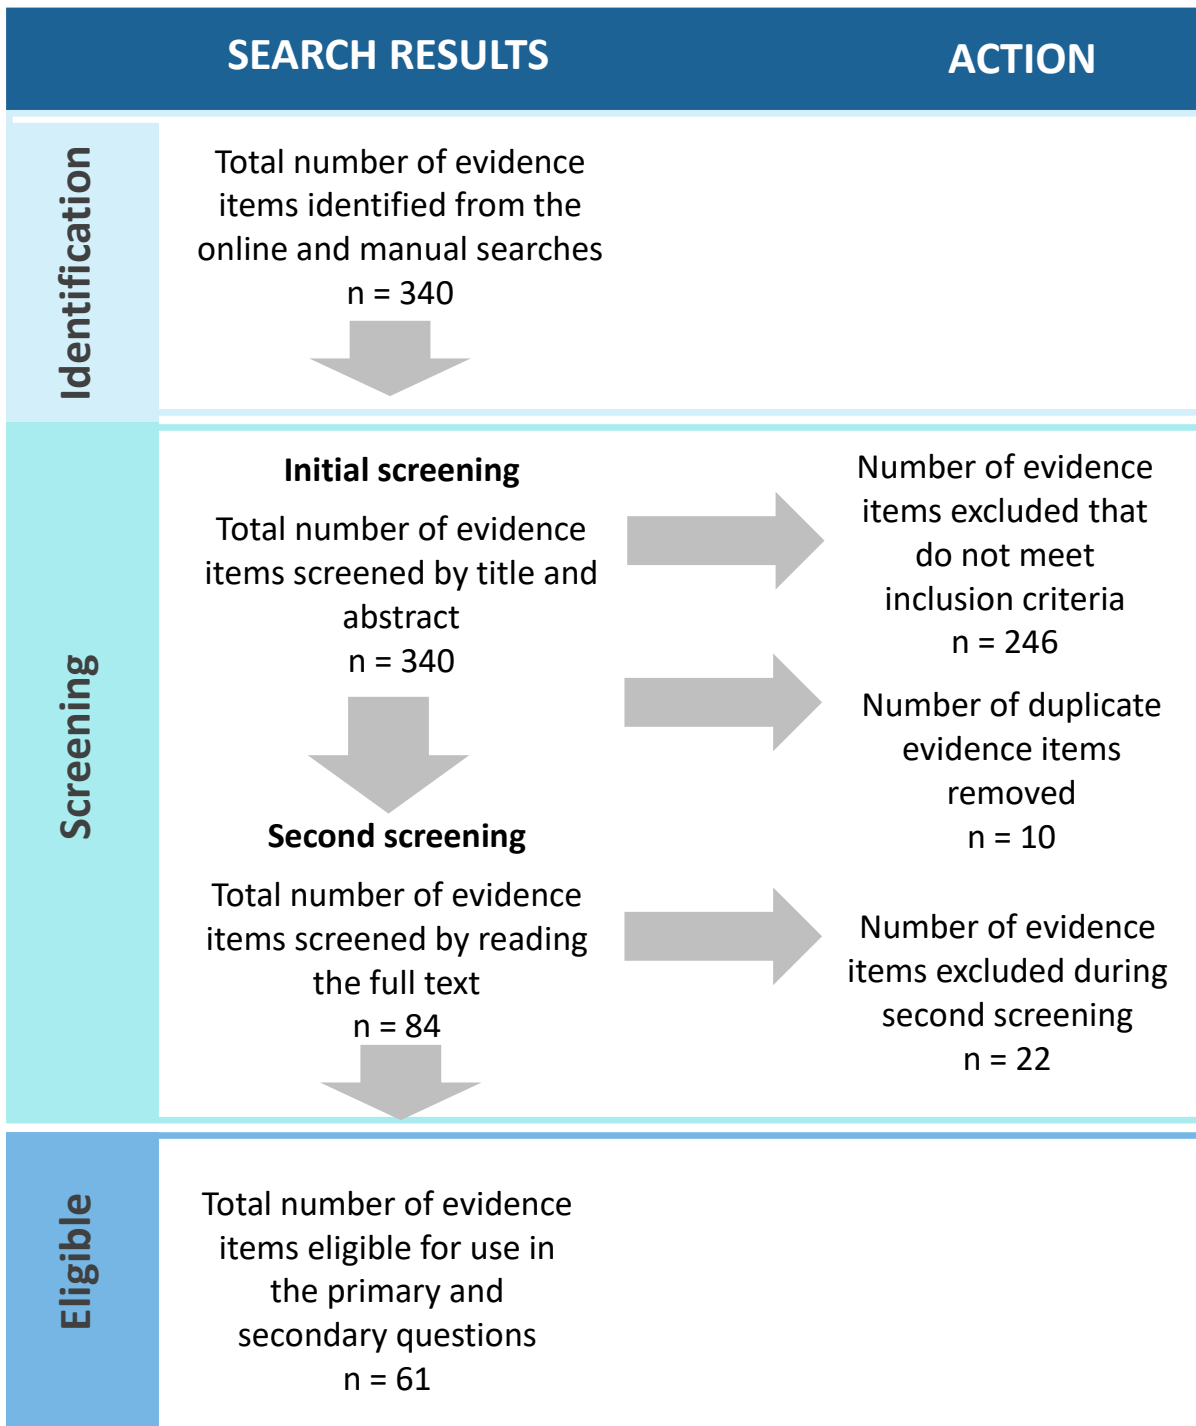 SEARCH RESULTS
ACTION
Identification
Total number of evidence
items identified from the
online and manual searches
n = 340
Screening
Initial screening
Total number of evidence
items screened by title and
abstract
n = 340
Number of evidence
items excluded that
do not meet
inclusion criteria
n = 246
Number of duplicate
evidence items
removed
n = 10
Second screening
Total number of evidence
items screened by reading
the full text
n = 84
Number of evidence
items excluded during
second screening
n = 22
Eligible
Total number of evidence
items eligible for use in
the primary and
secondary questions
n = 61